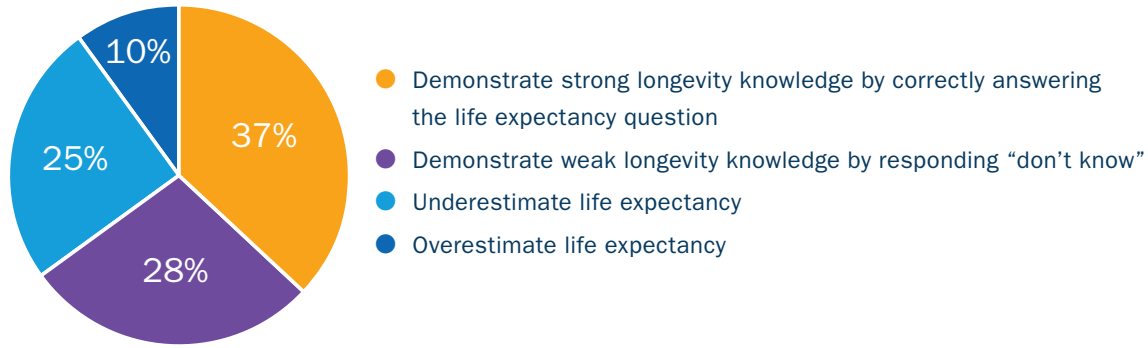 10%
37%
25%
28%
Demonstrate strong longevity knowledge by correctly answering
the life expectancy question
Demonstrate weak longevity knowledge by responding “don’t know”
Underestimate life expectancy
Overestimate life expectancy